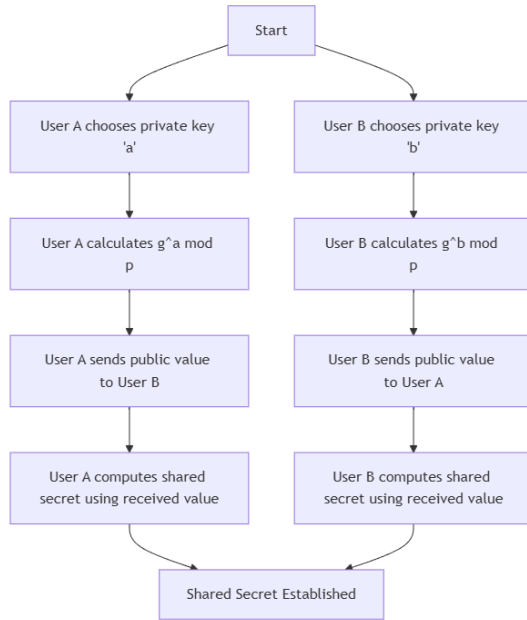 Start
User A chooses private key
'a'
User B chooses private key
'b'
User A calculates g^a mod
p
User B calculates g^b mod
p
User A sends public value
to User B
User B sends public value
to User A
User A computes shared
secret using received value
User B computes shared
secret using received value
Shared Secret Established